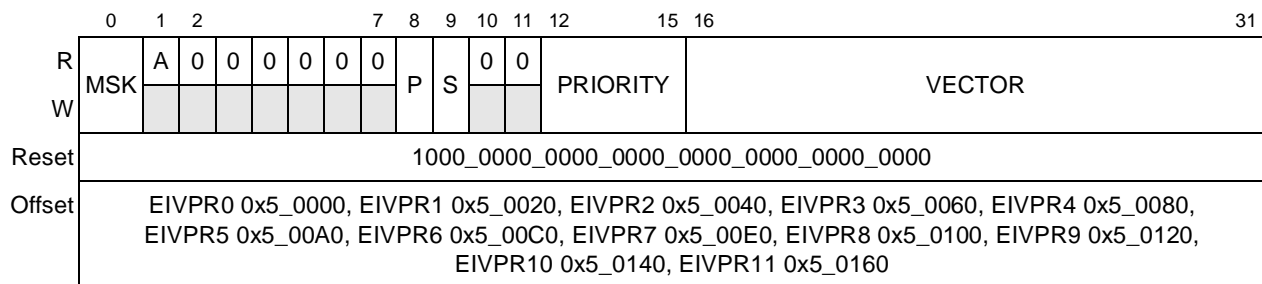 0 1 2 7 8 9 10 11 12 15 16 31
R MSK A 0 0 0 0 0 0 P S 0 0 PRIORITY VECTOR
W
Reset 1000_0000_0000_0000_0000_0000_0000_0000
Offset EIVPR0 0x5_0000, EIVPR1 0x5_0020, EIVPR2 0x5_0040, EIVPR3 0x5_0060, EIVPR4 0x5_0080,
EIVPR5 0x5_00A0, EIVPR6 0x5_00C0, EIVPR7 0x5_00E0, EIVPR8 0x5_0100, EIVPR9 0x5_0120,
EIVPR10 0x5_0140, EIVPR11 0x5_0160